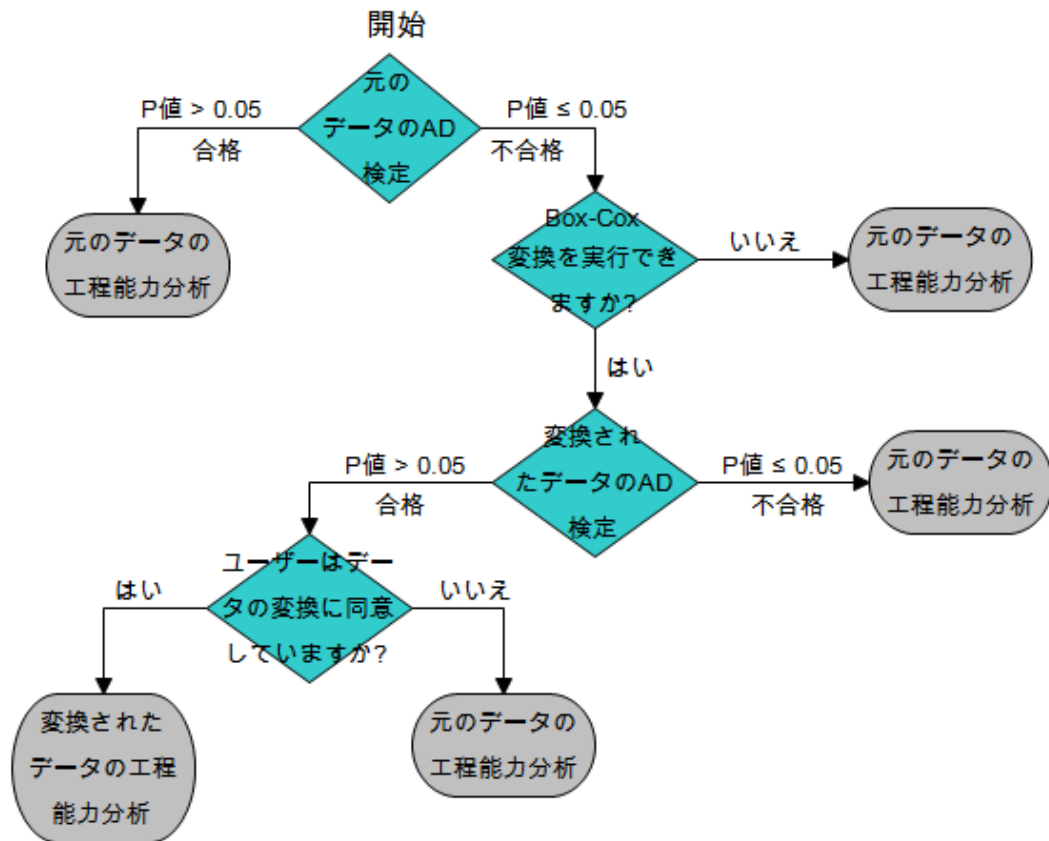 開始
元の
データのAD
検定
P値 > 0.05
合格
P値 ≤ 0.05
不合格
元のデータの
工程能力分析
Box-Cox
変換を実行でき
ますか?
いいえ
元のデータの
工程能力分析
はい
変換され
たデータのAD
検定
P値 > 0.05
合格
P値 ≤ 0.05
不合格
元のデータの
工程能力分析
ユーザーはデー
タの変換に同意
していますか?
はい
いいえ
変換された
データの工程
能力分析
元のデータの
工程能力分析